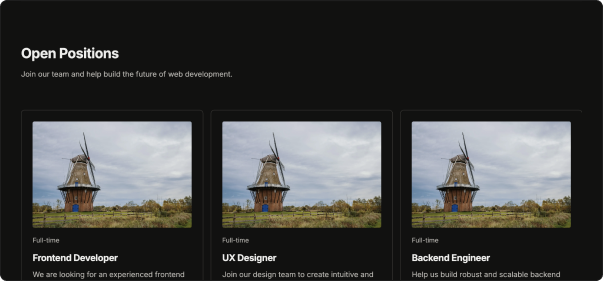 Open Positions
Join our team and help build the future of web development.
Full-time
Frontend Developer
We are looking for an experienced frontend
Full-time
UX Designer
Join our design team to create intuitive and
Full-time
Backend Engineer
Help us build robust and scalable backend